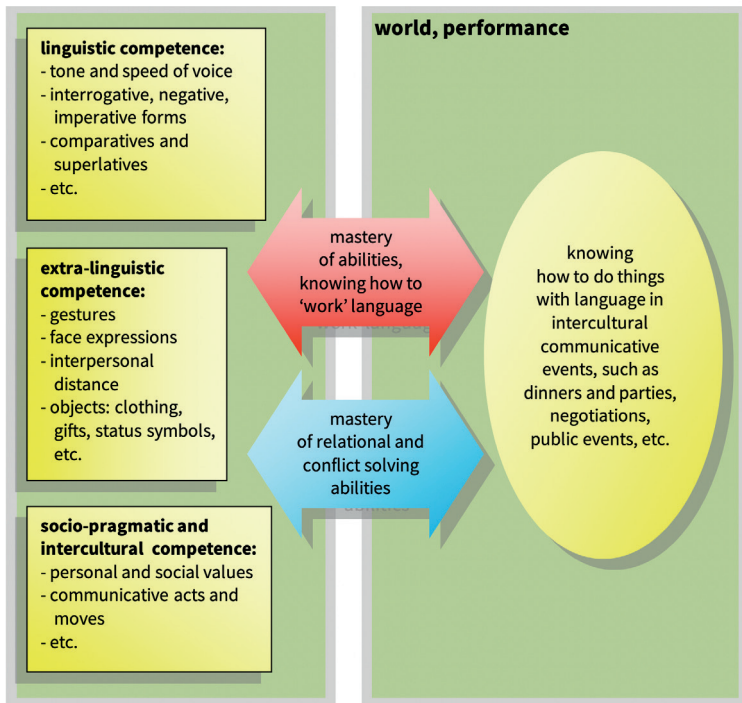 linguistic competence:
- tone and speed of voice
- interrogative, negative,
imperative forms
- comparatives and
superlatives
- etc.
extra-linguistic
competence:
- gestures
- face expressions
- interpersonal
distance
- objects: clothing,
gifts, status symbols,
etc.
socio-pragmatic and
intercultural competence:
- personal and social values
- communicative acts and
moves
- etc.
mastery
of abilities,
knowing how to
‘work’ language
mastery
of relational and
conflict solving
abilities
world, performance
knowing
how to do things
with language in
intercultural
communicative
events, such as
dinners and parties,
negotiations,
public events, etc.